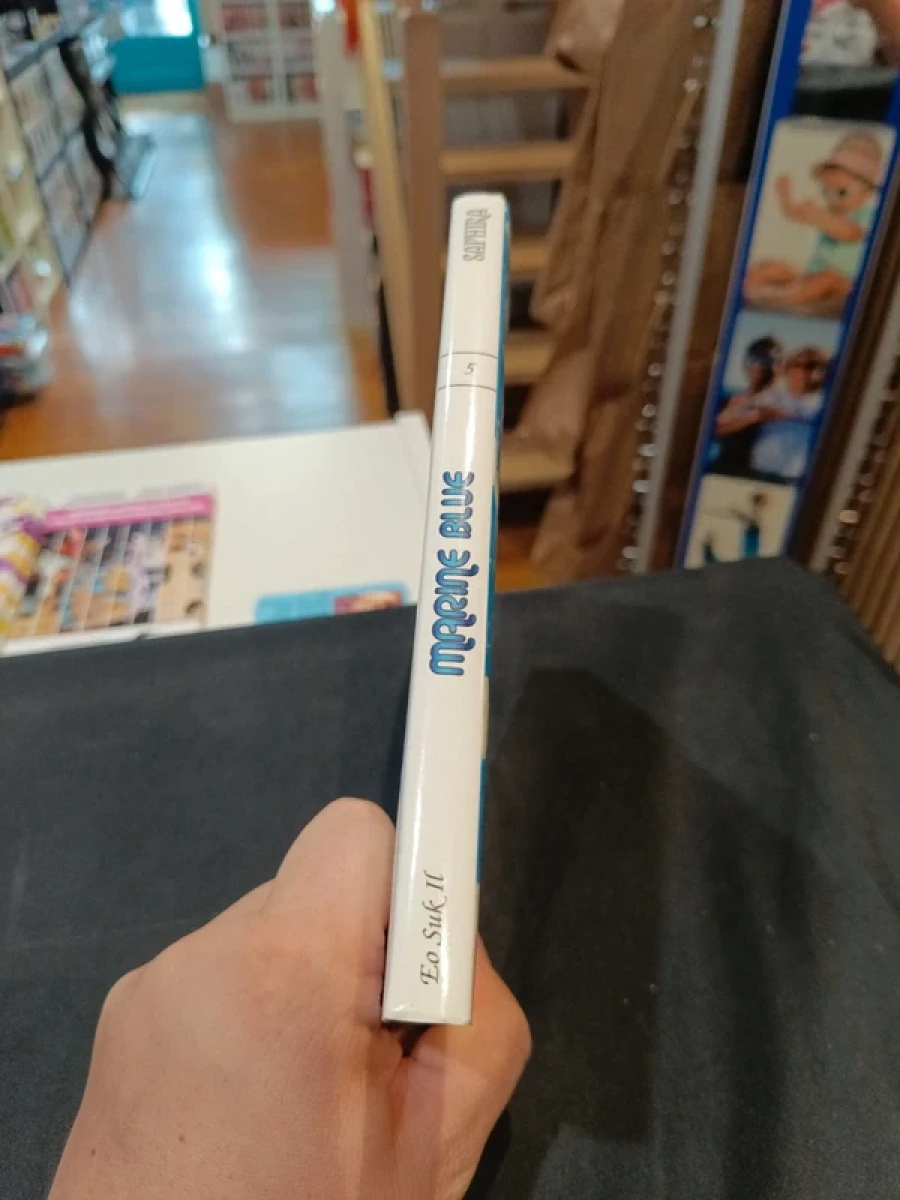 SAPHIRA
5
MARINE BLUE
Eo Suk Il